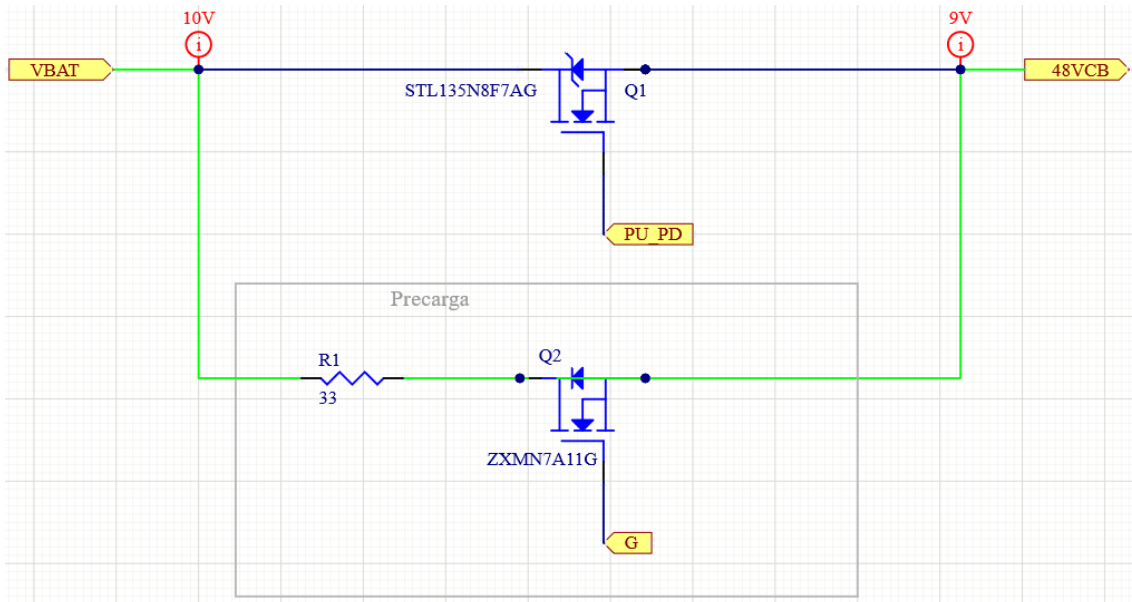 10V
9V
i
i
VBAT
48VCB
STL135N8F7AG
Q1
PU_PD
Precarga
R1
Q2
33
ZXMN7A11G
G